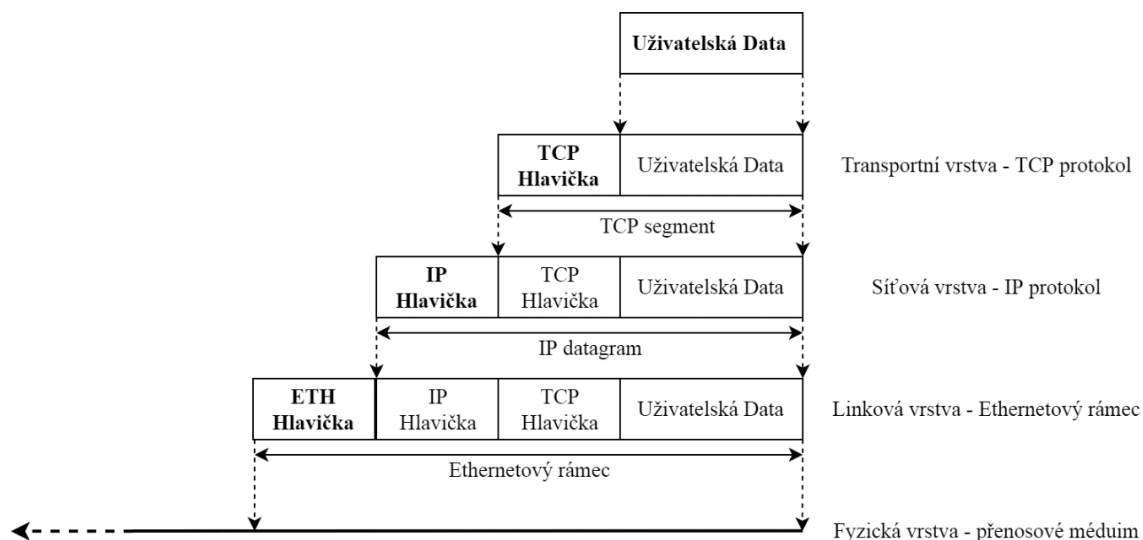 Uživatelská Data
TCP
Hlavička
Uživatelská Data
Transportní vrstva - TCP protokol
TCP segment
IP
Hlavička
TCP
Hlavička
Uživatelská Data
Síťová vrstva - IP protokol
IP datagram
ETH
Hlavička
IP
Hlavička
TCP
Hlavička
Uživatelská Data
Linková vrstva - Ethernetový rámec
Ethernetový rámec
Fyzická vrstva - přenosové méduim